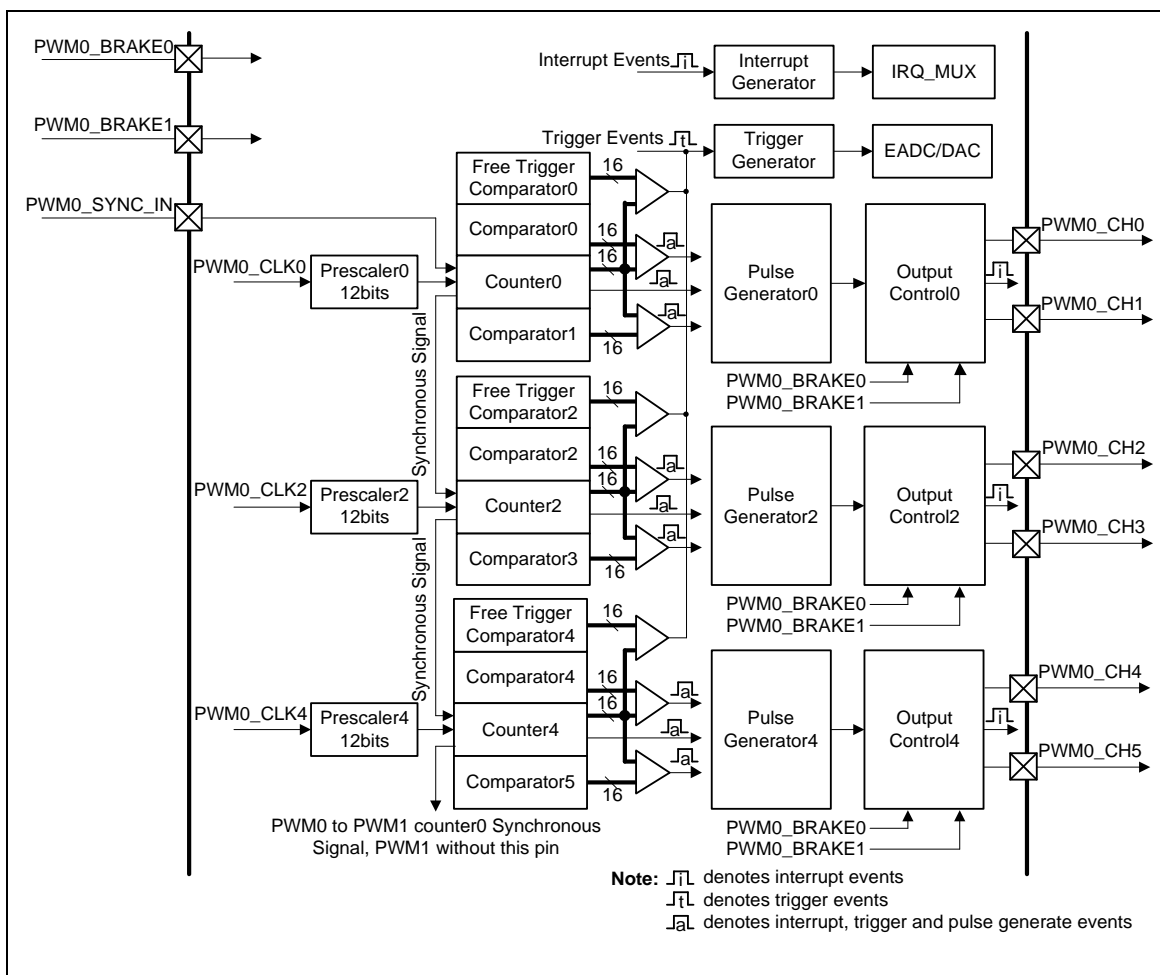 PWM0_BRAKE0
PWM0_BRAKE1
PWM0_SYNC_IN
Interrupt Events
i
Interrupt
Generator
IRQ_MUX
Trigger Events
t
Trigger
Generator
EADC/DAC
PWM0_CLK0
Prescaler0
12bits
Free Trigger
Comparator0
Comparator0
Counter0
Comparator1
16
16
16
16
a
a
a
Pulse
Generator0
Output
Control0
i
PWM0_CH0
PWM0_CH1
PWM0_BRAKE0
PWM0_BRAKE1
Synchronous Signal
PWM0_CLK2
Prescaler2
12bits
Free Trigger
Comparator2
Comparator2
Counter2
Comparator3
16
16
16
16
a
a
a
Pulse
Generator2
Output
Control2
i
PWM0_CH2
PWM0_CH3
PWM0_BRAKE0
PWM0_BRAKE1
Synchronous Signal
PWM0_CLK4
Prescaler4
12bits
Free Trigger
Comparator4
Comparator4
Counter4
Comparator5
16
16
16
16
a
a
a
Pulse
Generator4
Output
Control4
i
PWM0_CH4
PWM0_CH5
PWM0_BRAKE0
PWM0_BRAKE1
PWM0 to PWM1 counter0 Synchronous
Signal, PWM1 without this pin
Note: i denotes interrupt events
t denotes trigger events
a denotes interrupt, trigger and pulse generate events